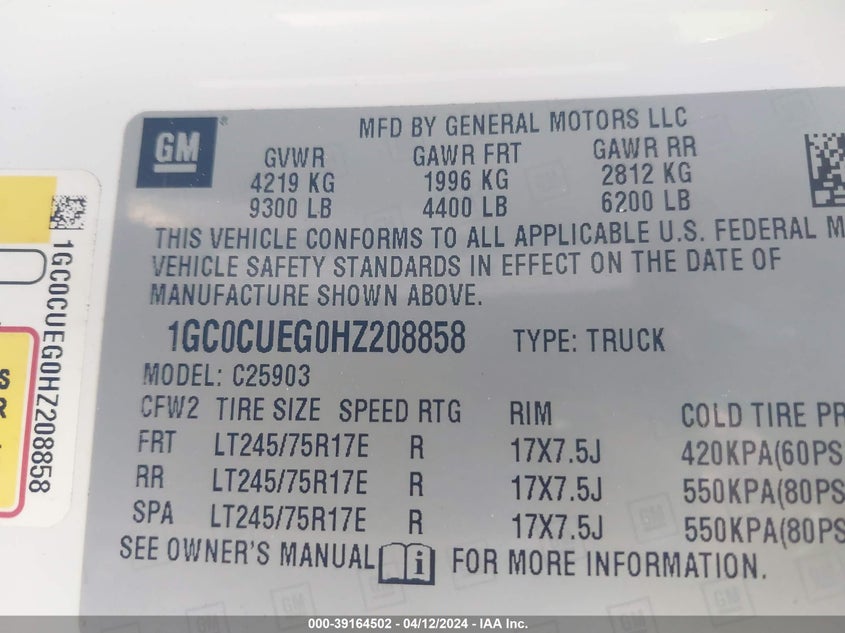 MFD BY GENERAL MOTORS LLC
GM®
GVWR GAWR FRT GAWR RR
4219 KG 1996 KG 2812 KG
9300 LB 4400 LB 6200 LB
THIS VEHICLE CONFORMS TO ALL APPLICABLE U.S. FEDERAL M
VEHICLE SAFETY STANDARDS IN EFFECT ON THE DATE OF
MANUFACTURE SHOWN ABOVE.
1GC0CUEG0HZ208858 TYPE: TRUCK
MODEL: C25903
CFW2 TIRE SIZE SPEED RTG RIM COLD TIRE PR
FRT LT245/75R17E R 17X7.5J 420KPA(60PS
RR LT245/75R17E R 17X7.5J 550KPA(80PS
SPA LT245/75R17E R 17X7.5J 550KPA(80PS
SEE OWNER'S MANUAL i FOR MORE INFORMATION.
1GC0CUEG0HZ208858
S
R
000-39164502 - 04/12/2024 - IAA Inc.